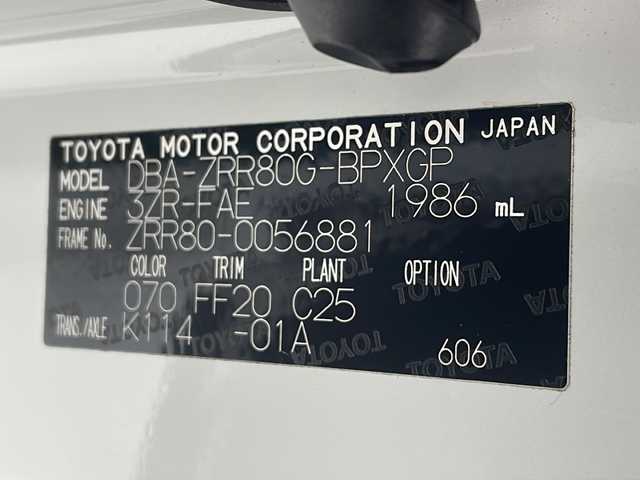 TOYOTA MOTOR CORPORATION JAPAN
MODEL DBA-ZRR80G-BPXGP
ENGINE 3ZR-FAE 1986 mL
FRAME No. ZRR80-0056881
COLOR TRIM PLANT OPTION
070 FF20 C25
TRANS./AXLE K114 -01A
606